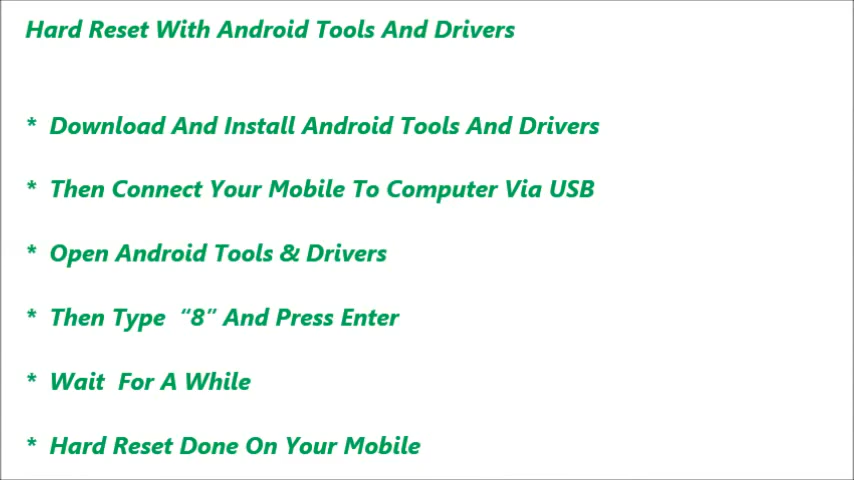 Hard Reset With Android Tools And Drivers
* Download And Install Android Tools And Drivers
* Then Connect Your Mobile To Computer Via USB
* Open Android Tools & Drivers
* Then Type “8” And Press Enter
* Wait For A While
* Hard Reset Done On Your Mobile